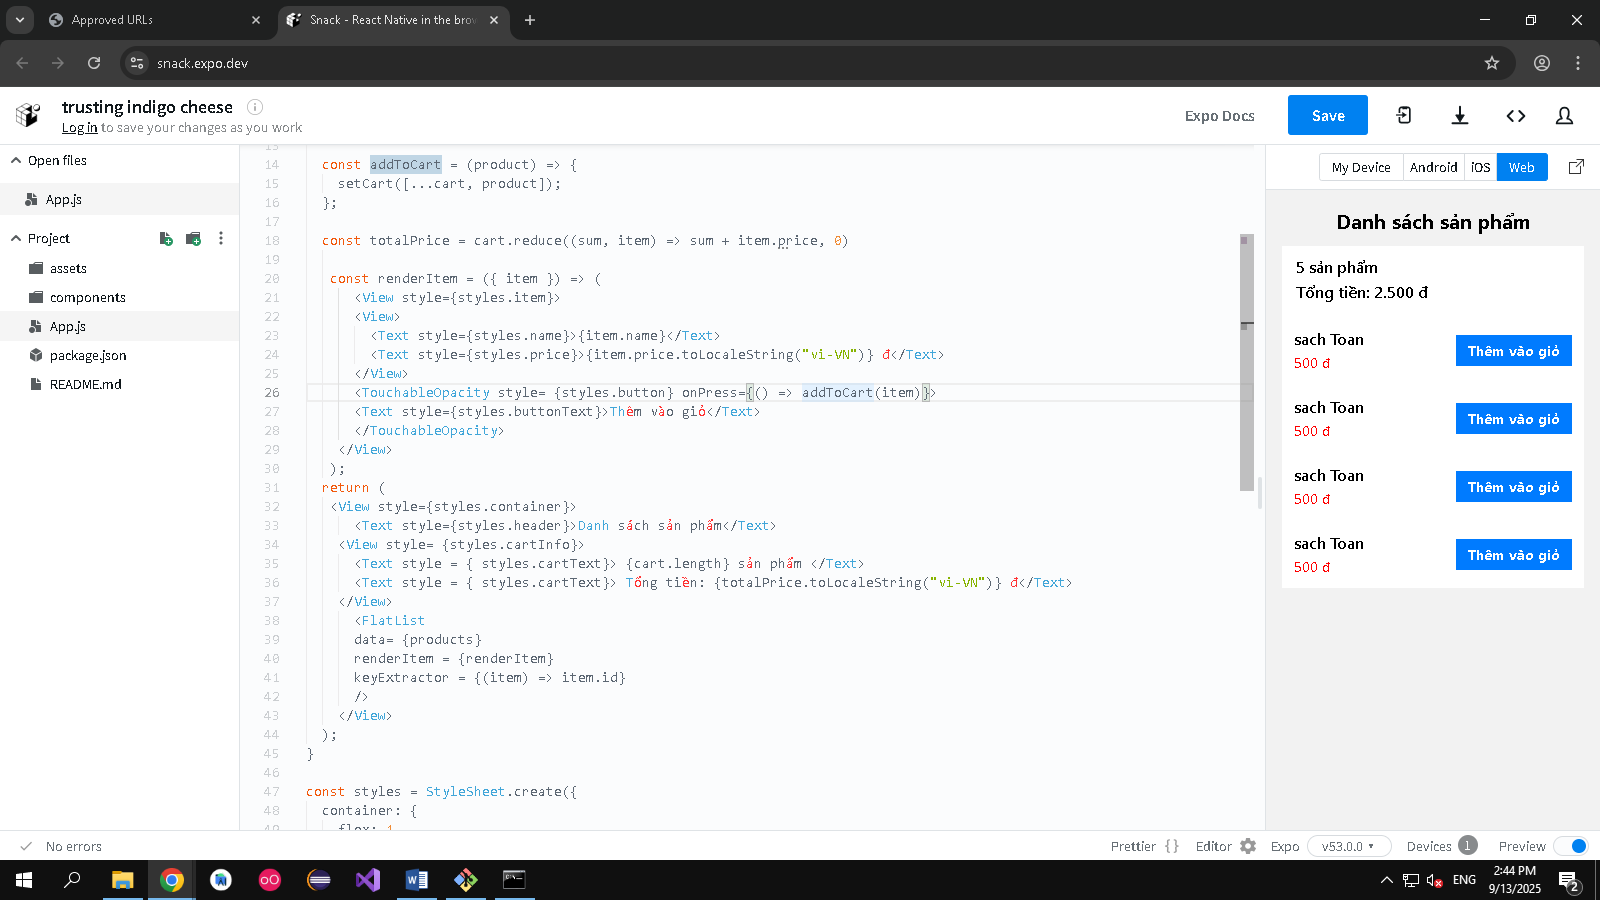 Approved URLs
Snack - React Native in the brow
snack.expo.dev
trusting indigo cheese
Log in to save your changes as you work
Expo Docs
Save
Open files
App.js
Project
assets
components
App.js
package.json
README.md
13
14 const addToCart = (product) => {
15 setCart([...cart, product]);
16 };
17
18 const totalPrice = cart.reduce((sum, item) => sum + item.price, 0)
19
20 const renderItem = ({ item }) => (
21 <View style={styles.item}>
22 <View>
23 <Text style={styles.name}>{item.name}</Text>
24 <Text style={styles.price}>{item.price.toLocaleString("vi-VN")} đ</Text>
25 </View>
26 <TouchableOpacity style= {styles.button} onPress={() => addToCart(item)}>
27 <Text style={styles.buttonText}>Thêm vào giỏ</Text>
28 </TouchableOpacity>
29 </View>
30 );
31 return (
32 <View style={styles.container}>
33 <Text style={styles.header}>Danh sách sản phẩm</Text>
34 <View style= {styles.cartInfo}>
35 <Text style = { styles.cartText}> {cart.length} sản phẩm </Text>
36 <Text style = { styles.cartText}> Tổng tiền: {totalPrice.toLocaleString("vi-VN")} đ</Text>
37 </View>
38 <FlatList
39 data= {products}
40 renderItem = {renderItem}
41 keyExtractor = {(item) => item.id}
42 />
43 </View>
44 );
45 }
46
47 const styles = StyleSheet.create({
48 container: {
49 flex: 1
My Device Android iOS Web
Danh sách sản phẩm
5 sản phẩm
Tổng tiền: 2.500 đ
sach Toan
500 đ
Thêm vào giỏ
sach Toan
500 đ
Thêm vào giỏ
sach Toan
500 đ
Thêm vào giỏ
sach Toan
500 đ
Thêm vào giỏ
No errors
Prettier {} Editor Expo v53.0.0 Devices 1 Preview
ENG
2:44 PM
9/13/2025
2